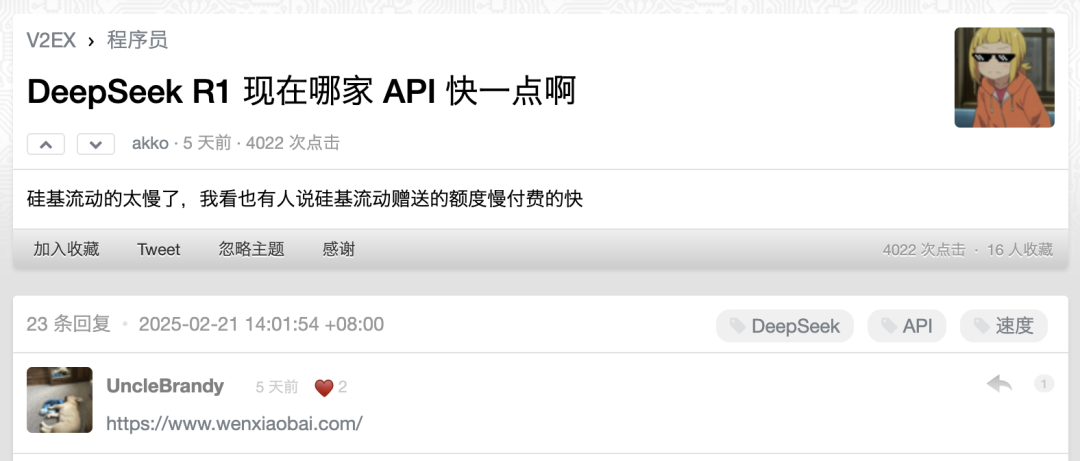 V2EX › 程序员
DeepSeek R1 现在哪家 API 快一点啊
akko · 5 天前 · 4022 次点击
硅基流动的太慢了，我看也有人说硅基流动赠送的额度慢付费的快
加入收藏 Tweet 忽略主题 感谢 4022 次点击 · 16 人收藏
23 条回复 • 2025-02-21 14:01:54 +08:00 DeepSeek API 速度
UncleBrandy 5 天前 2 1
https://www.wenxiaobai.com/